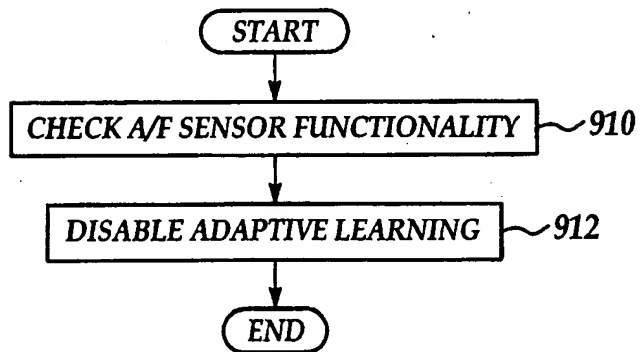 START
CHECK A/F SENSOR FUNCTIONALITY
910
DISABLE ADAPTIVE LEARNING
912
END